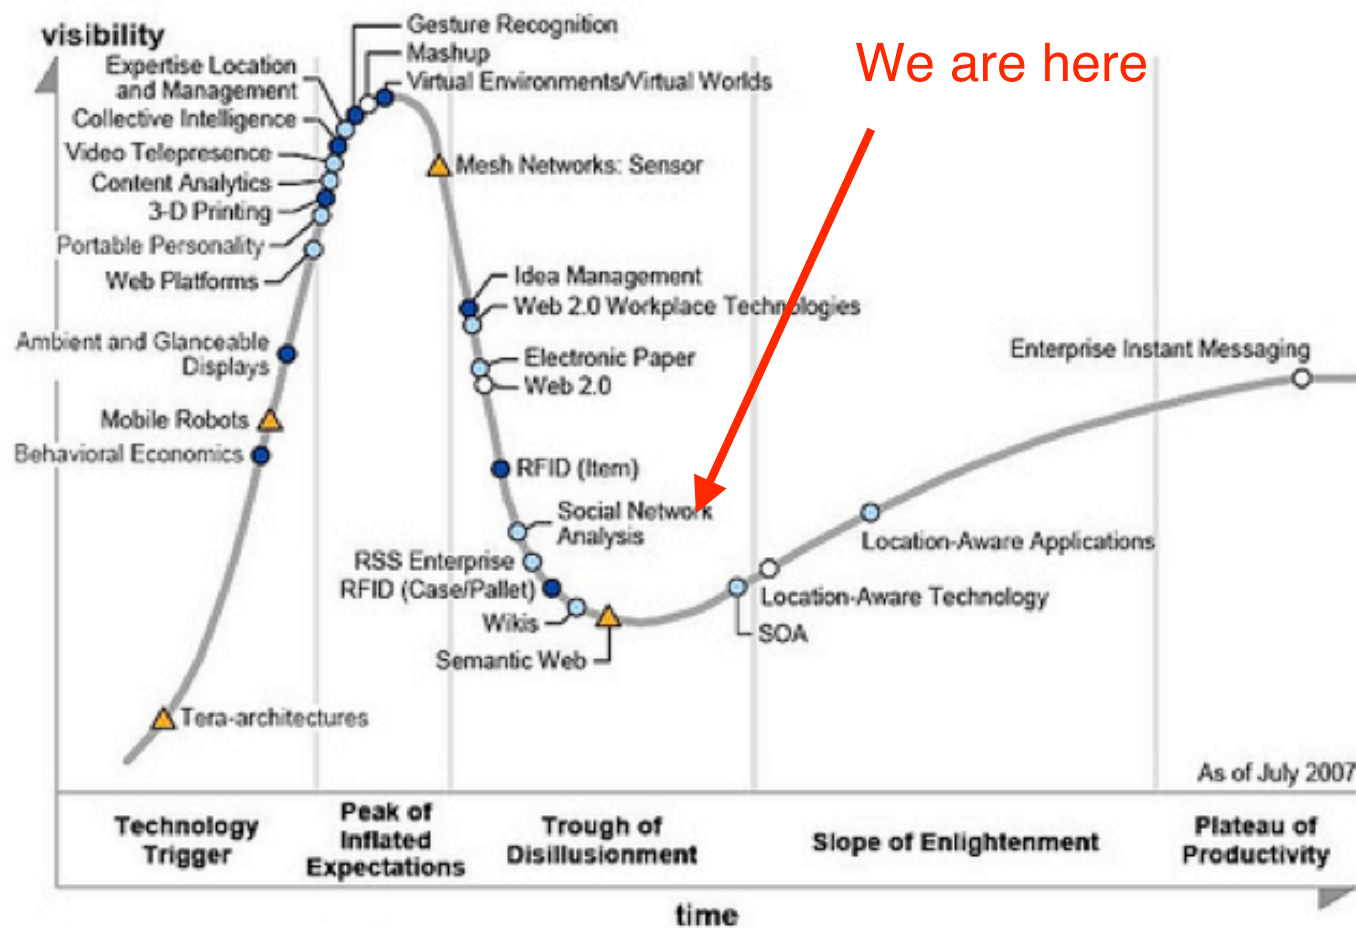 visibility
We are here
Gesture Recognition
Mashup
Virtual Environments/Virtual Worlds
Expertise Location
and Management
Collective Intelligence
Video Telepresence
Content Analytics
3-D Printing
Portable Personality
Web Platforms
Ambient and Glanceable
Displays
Mobile Robots
Behavioral Economics
Tera-architectures
Mesh Networks: Sensor
Idea Management
Web 2.0 Workplace Technologies
Electronic Paper
Web 2.0
RFID (Item)
Social Network
Analysis
RSS Enterprise
RFID (Case/Pallet)
Wikis
Semantic Web
SOA
Location-Aware Technology
Location-Aware Applications
Enterprise Instant Messaging
As of July 2007
Technology
Trigger
Peak of
Inflated
Expectations
Trough of
Disillusionment
Slope of Enlightenment
Plateau of
Productivity
time